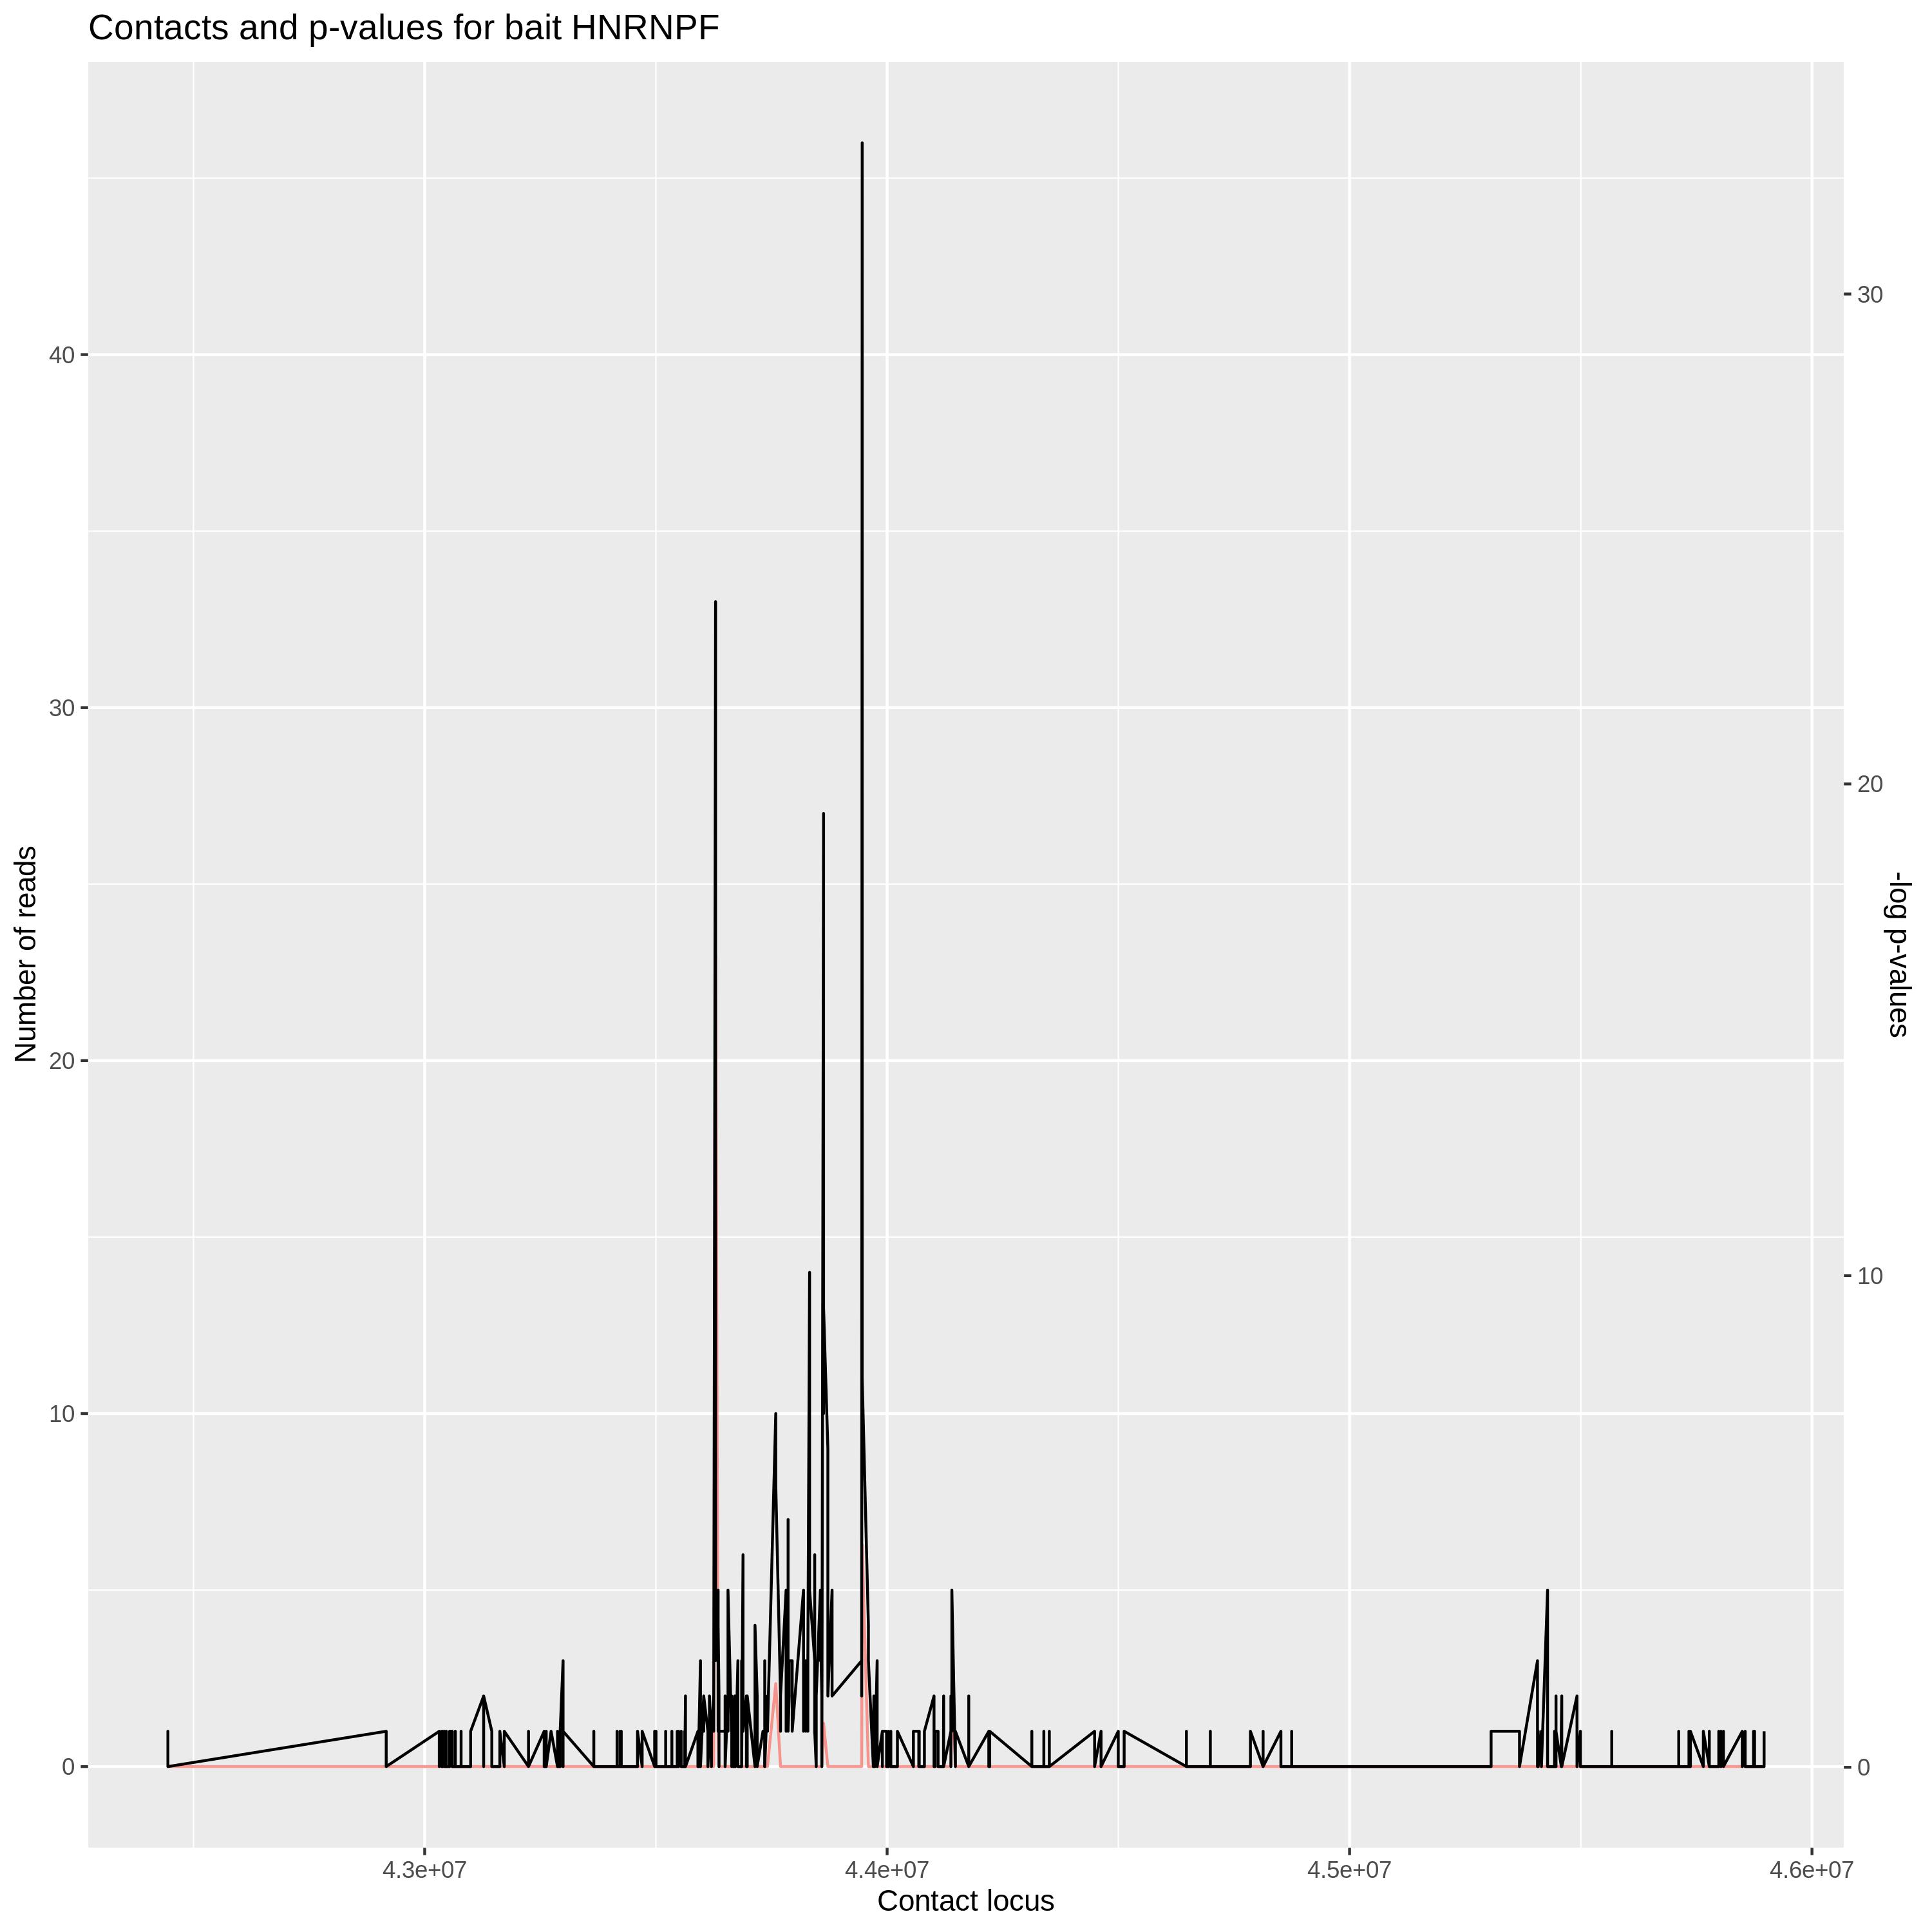 Contacts and p-values for bait HNRNPF
Number of reads
40
30
20
10
0
30
20
10
0
-log p-values
4.3e+07
4.4e+07
4.5e+07
4.6e+07
Contact locus